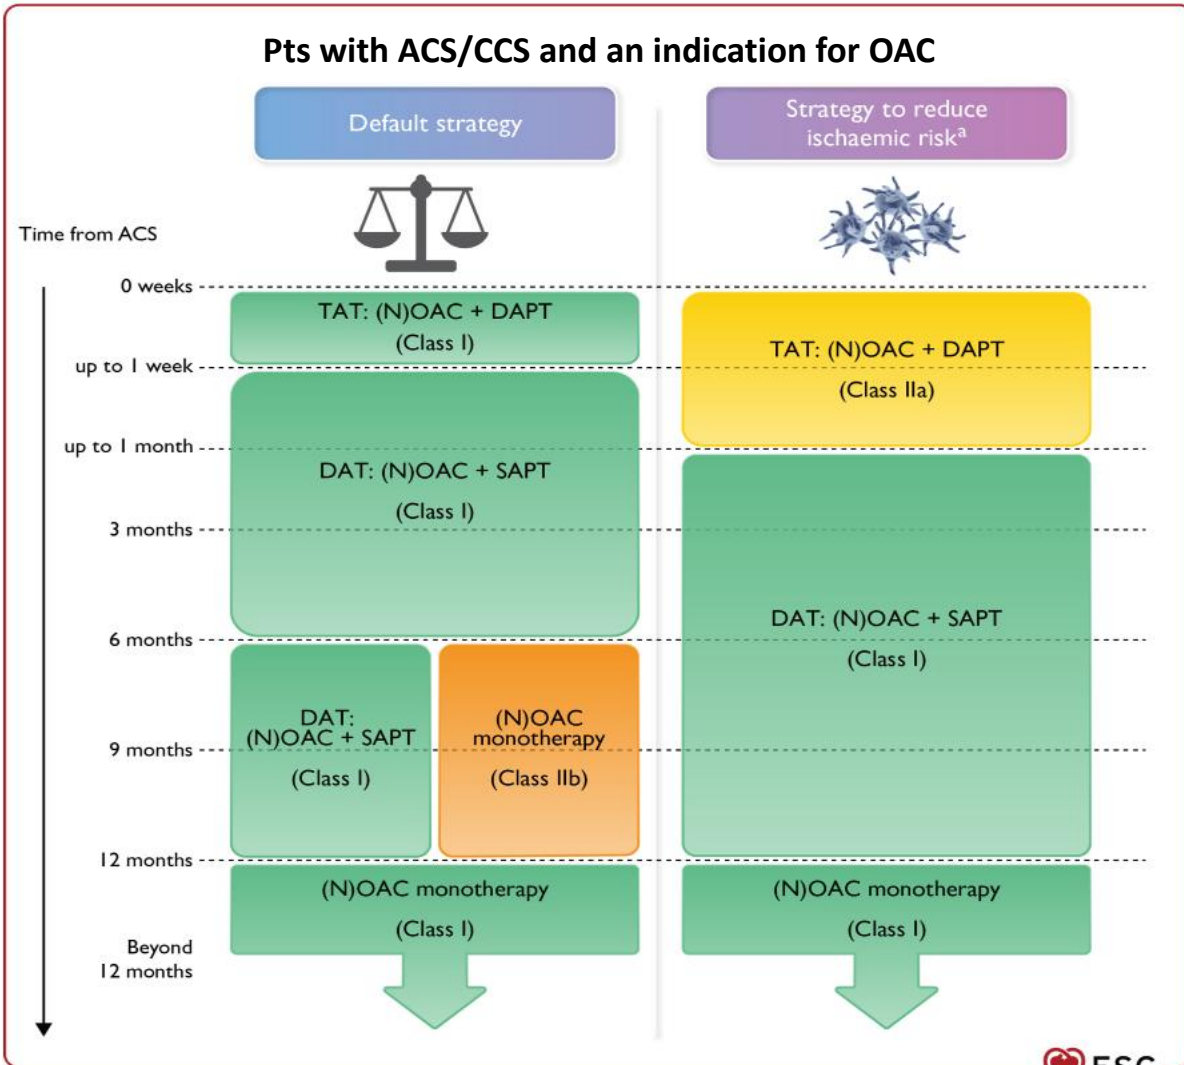 Pts with ACS/CCS and an indication for OAC
Default strategy
Strategy to reduce
ischaemic riskᵃ
Time from ACS
0 weeks
TAT: (N)OAC + DAPT
(Class I)
TAT: (N)OAC + DAPT
(Class IIa)
up to 1 week
up to 1 month
DAT: (N)OAC + SAPT
(Class I)
3 months
DAT: (N)OAC + SAPT
(Class I)
6 months
DAT:
(N)OAC + SAPT
(Class I)
(N)OAC
monotherapy
(Class IIb)
9 months
12 months
(N)OAC monotherapy
(Class I)
(N)OAC monotherapy
(Class I)
Beyond
12 months
ESC